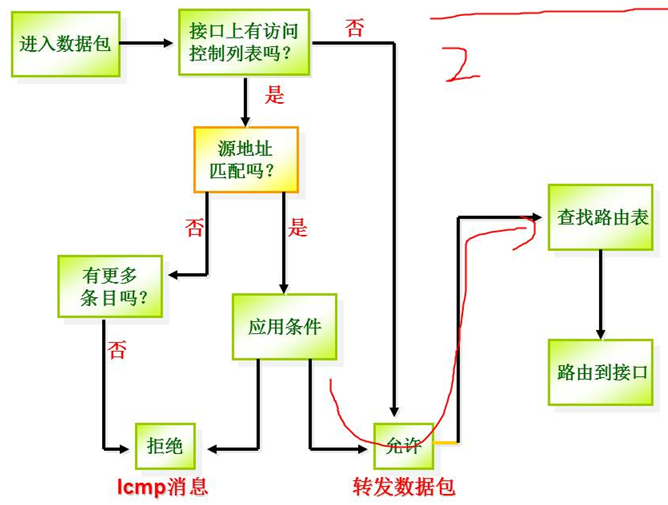 进入数据包
接口上有访问
控制列表吗？
否
2
是
源地址
匹配吗？
否
是
查找路由表
有更多
条目吗？
应用条件
否
路由到接口
拒绝
允许
Icmp消息
转发数据包